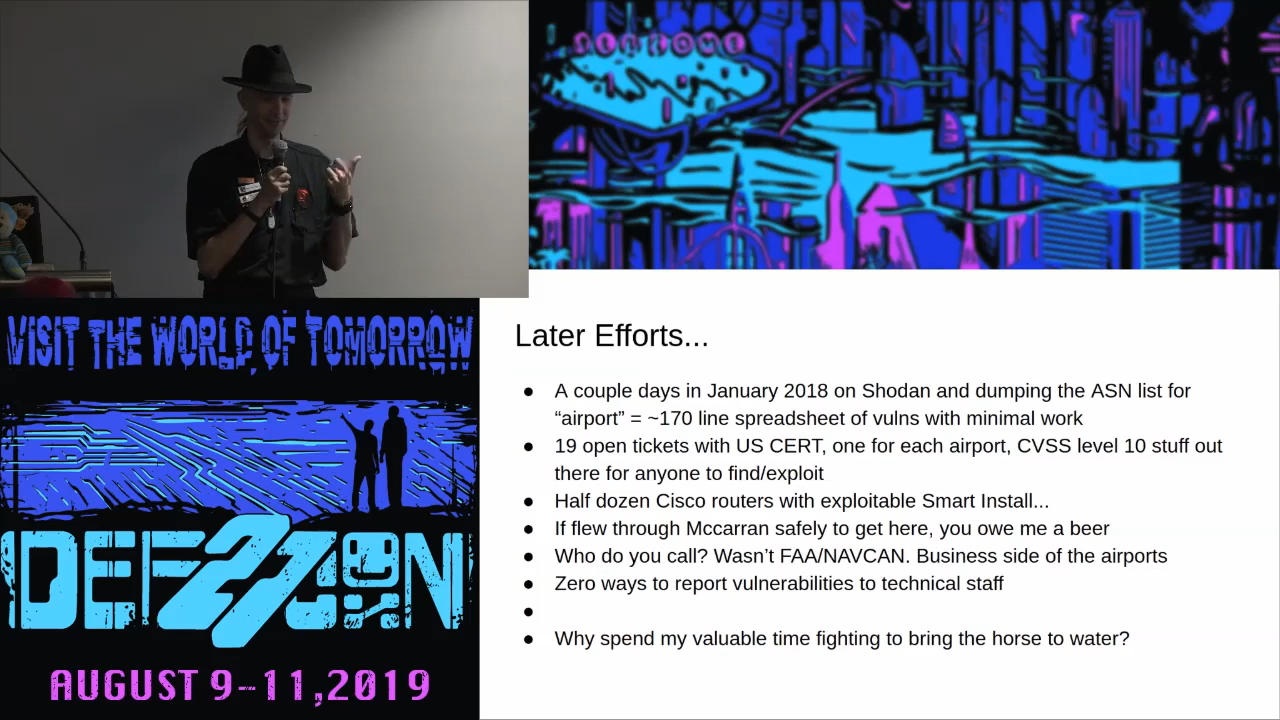 WELCOME
VISIT THE WORLD OF TOMORROW
DEF 27 CON
AUGUST 9-11,2019
Later Efforts...
● A couple days in January 2018 on Shodan and dumping the ASN list for
“airport” = ~170 line spreadsheet of vulns with minimal work
● 19 open tickets with US CERT, one for each airport, CVSS level 10 stuff out
there for anyone to find/exploit
● Half dozen Cisco routers with exploitable Smart Install...
● If flew through Mccarran safely to get here, you owe me a beer
● Who do you call? Wasn’t FAA/NAVCAN. Business side of the airports
● Zero ways to report vulnerabilities to technical staff
●
● Why spend my valuable time fighting to bring the horse to water?